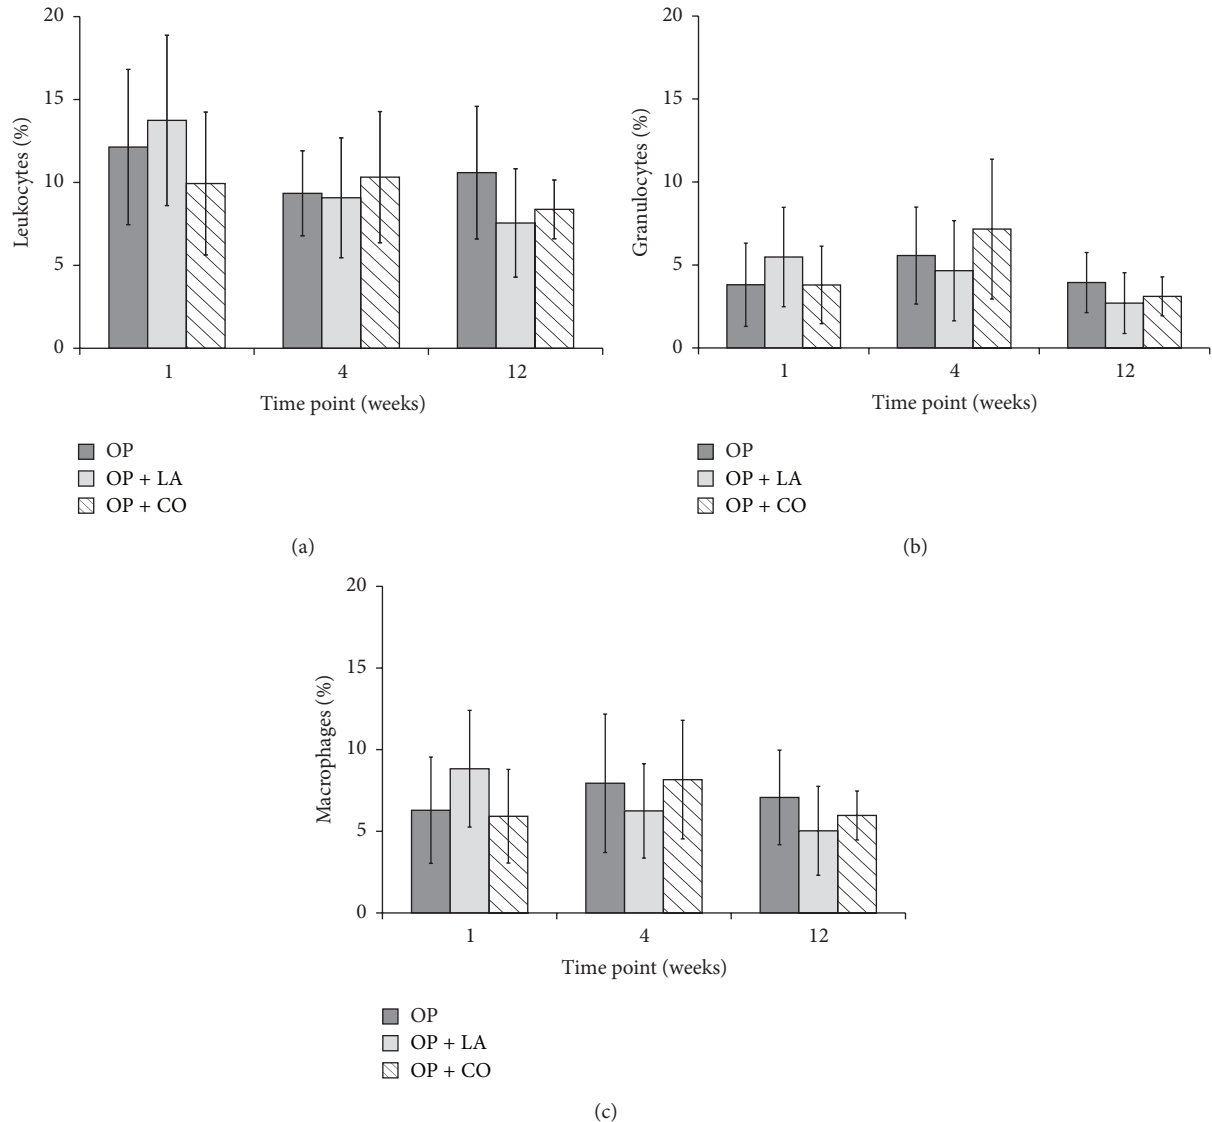 20
15
10
5
0
Leukocytes (%)
1 4 12
Time point (weeks)
OP
OP + LA
OP + CO
(a)
20
15
10
5
0
Granulocytes (%)
1 4 12
Time point (weeks)
OP
OP + LA
OP + CO
(b)
20
15
10
5
0
Macrophages (%)
1 4 12
Time point (weeks)
OP
OP + LA
OP + CO
(c)